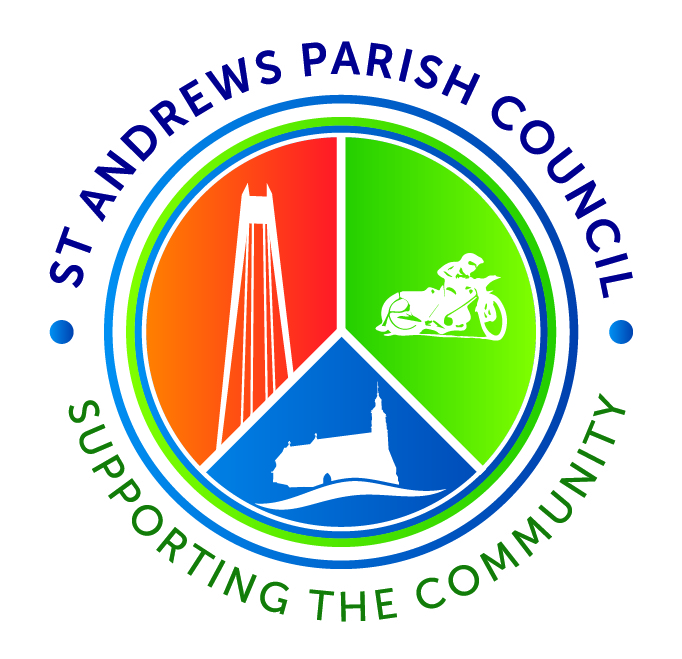 ST ANDREWS PARISH COUNCIL
SUPPORTING THE COMMUNITY